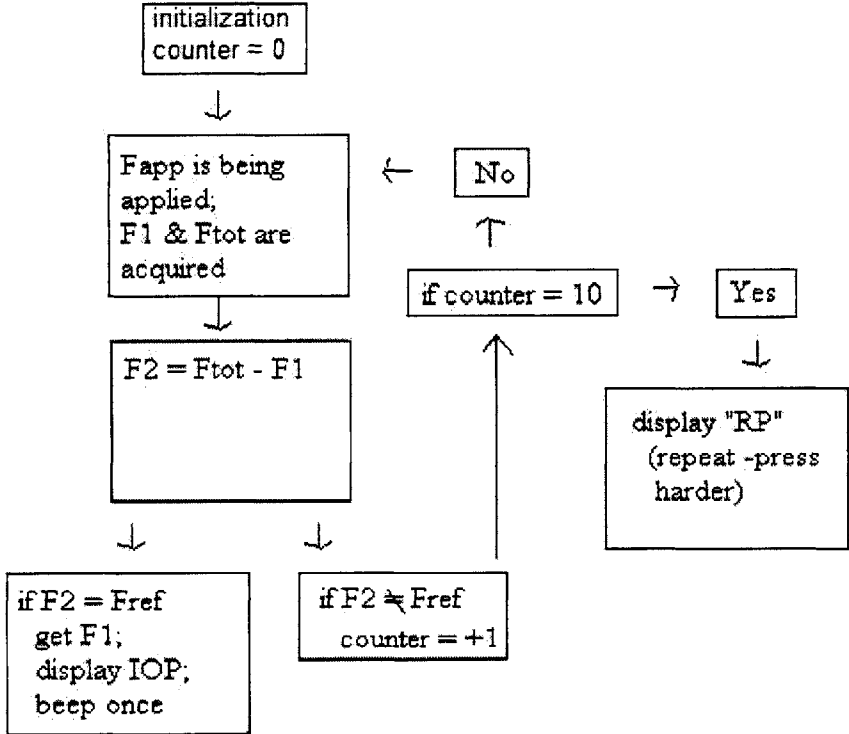 initialization
counter = 0
Fapp is being
applied;
F1 & Ftot are
acquired
No
if counter = 10
Yes
F2 = Ftot - F1
display "RP"
(repeat -press
harder)
if F2 = Fref
get F1;
display IOP;
beep once
if F2 ≠ Fref
counter = +1